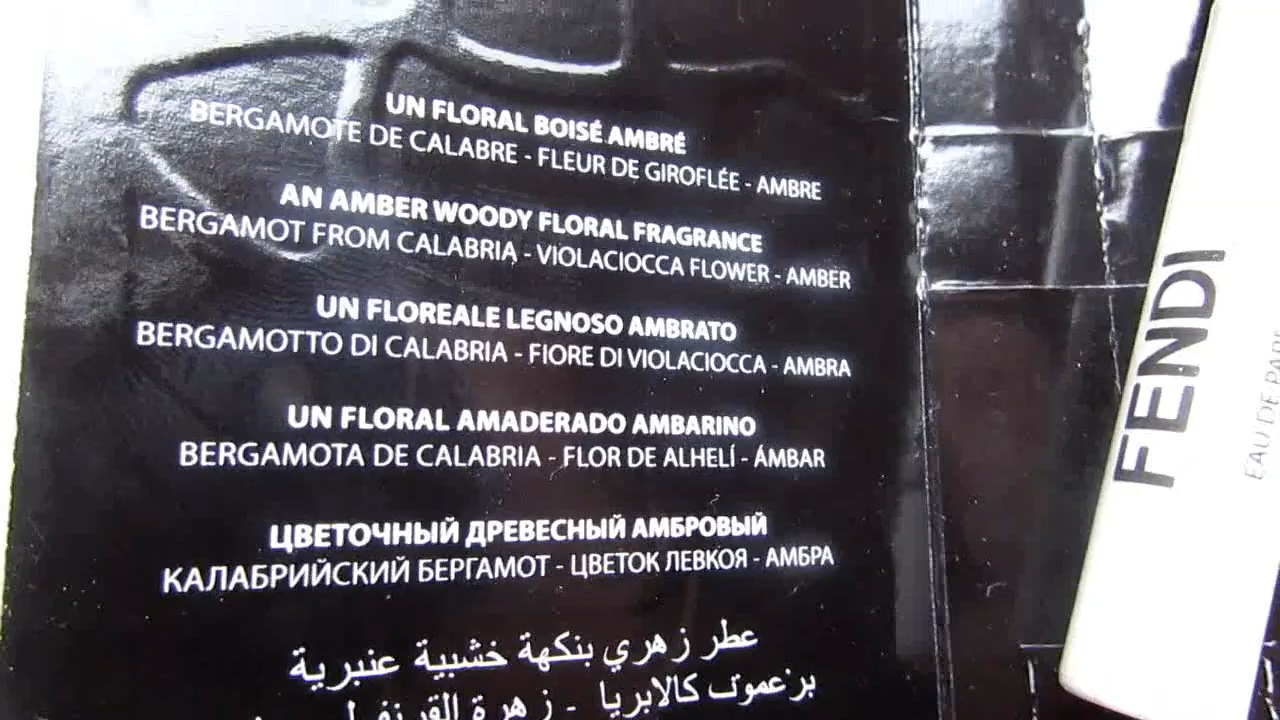 UN FLORAL BOISÉ AMBRÉ
BERGAMOTE DE CALABRE - FLEUR DE GIROFLÉE - AMBRE
AN AMBER WOODY FLORAL FRAGRANCE
BERGAMOT FROM CALABRIA - VIOLACIOCCA FLOWER - AMBER
UN FLOREALE LEGNOSO AMBRATO
BERGAMOTTO DI CALABRIA - FIORE DI VIOLACIOCCA - AMBRA
UN FLORAL AMADERADO AMBARINO
BERGAMOTA DE CALABRIA - FLOR DE ALHELÍ - ÁMBAR
ЦВЕТОЧНЫЙ ДРЕВЕСНЫЙ АМБРОВЫЙ
КАЛАБРИЙСКИЙ БЕРГАМОТ - ЦВЕТОК ЛЕВКОЯ - АМБРА
عطر زهري بنكهة خشبية عنبرية
برغموت كالابريا - زهرة
FENDI
EAU DE